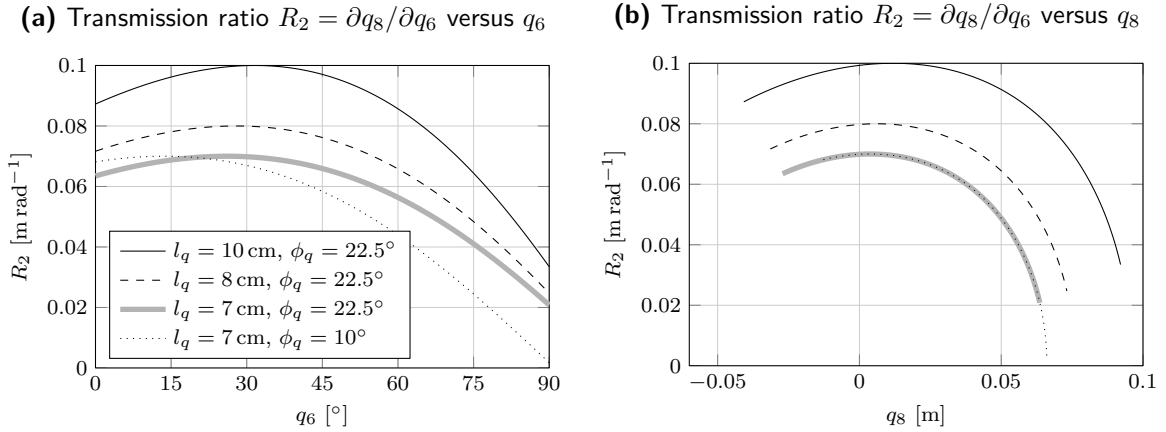 (a) Transmission ratio R₂ = ∂q₈/∂q₆ versus q₆
0.1
0.08
0.06
0.04
0.02
0
R₂ [m rad⁻¹]
l_q = 10 cm, ϕ_q = 22.5°
l_q = 8 cm, ϕ_q = 22.5°
l_q = 7 cm, ϕ_q = 22.5°
l_q = 7 cm, ϕ_q = 10°
0 15 30 45 60 75 90
q₆ [°]
(b) Transmission ratio R₂ = ∂q₈/∂q₆ versus q₈
0.1
0.08
0.06
0.04
0.02
0
R₂ [m rad⁻¹]
−0.05 0 0.05 0.1
q₈ [m]